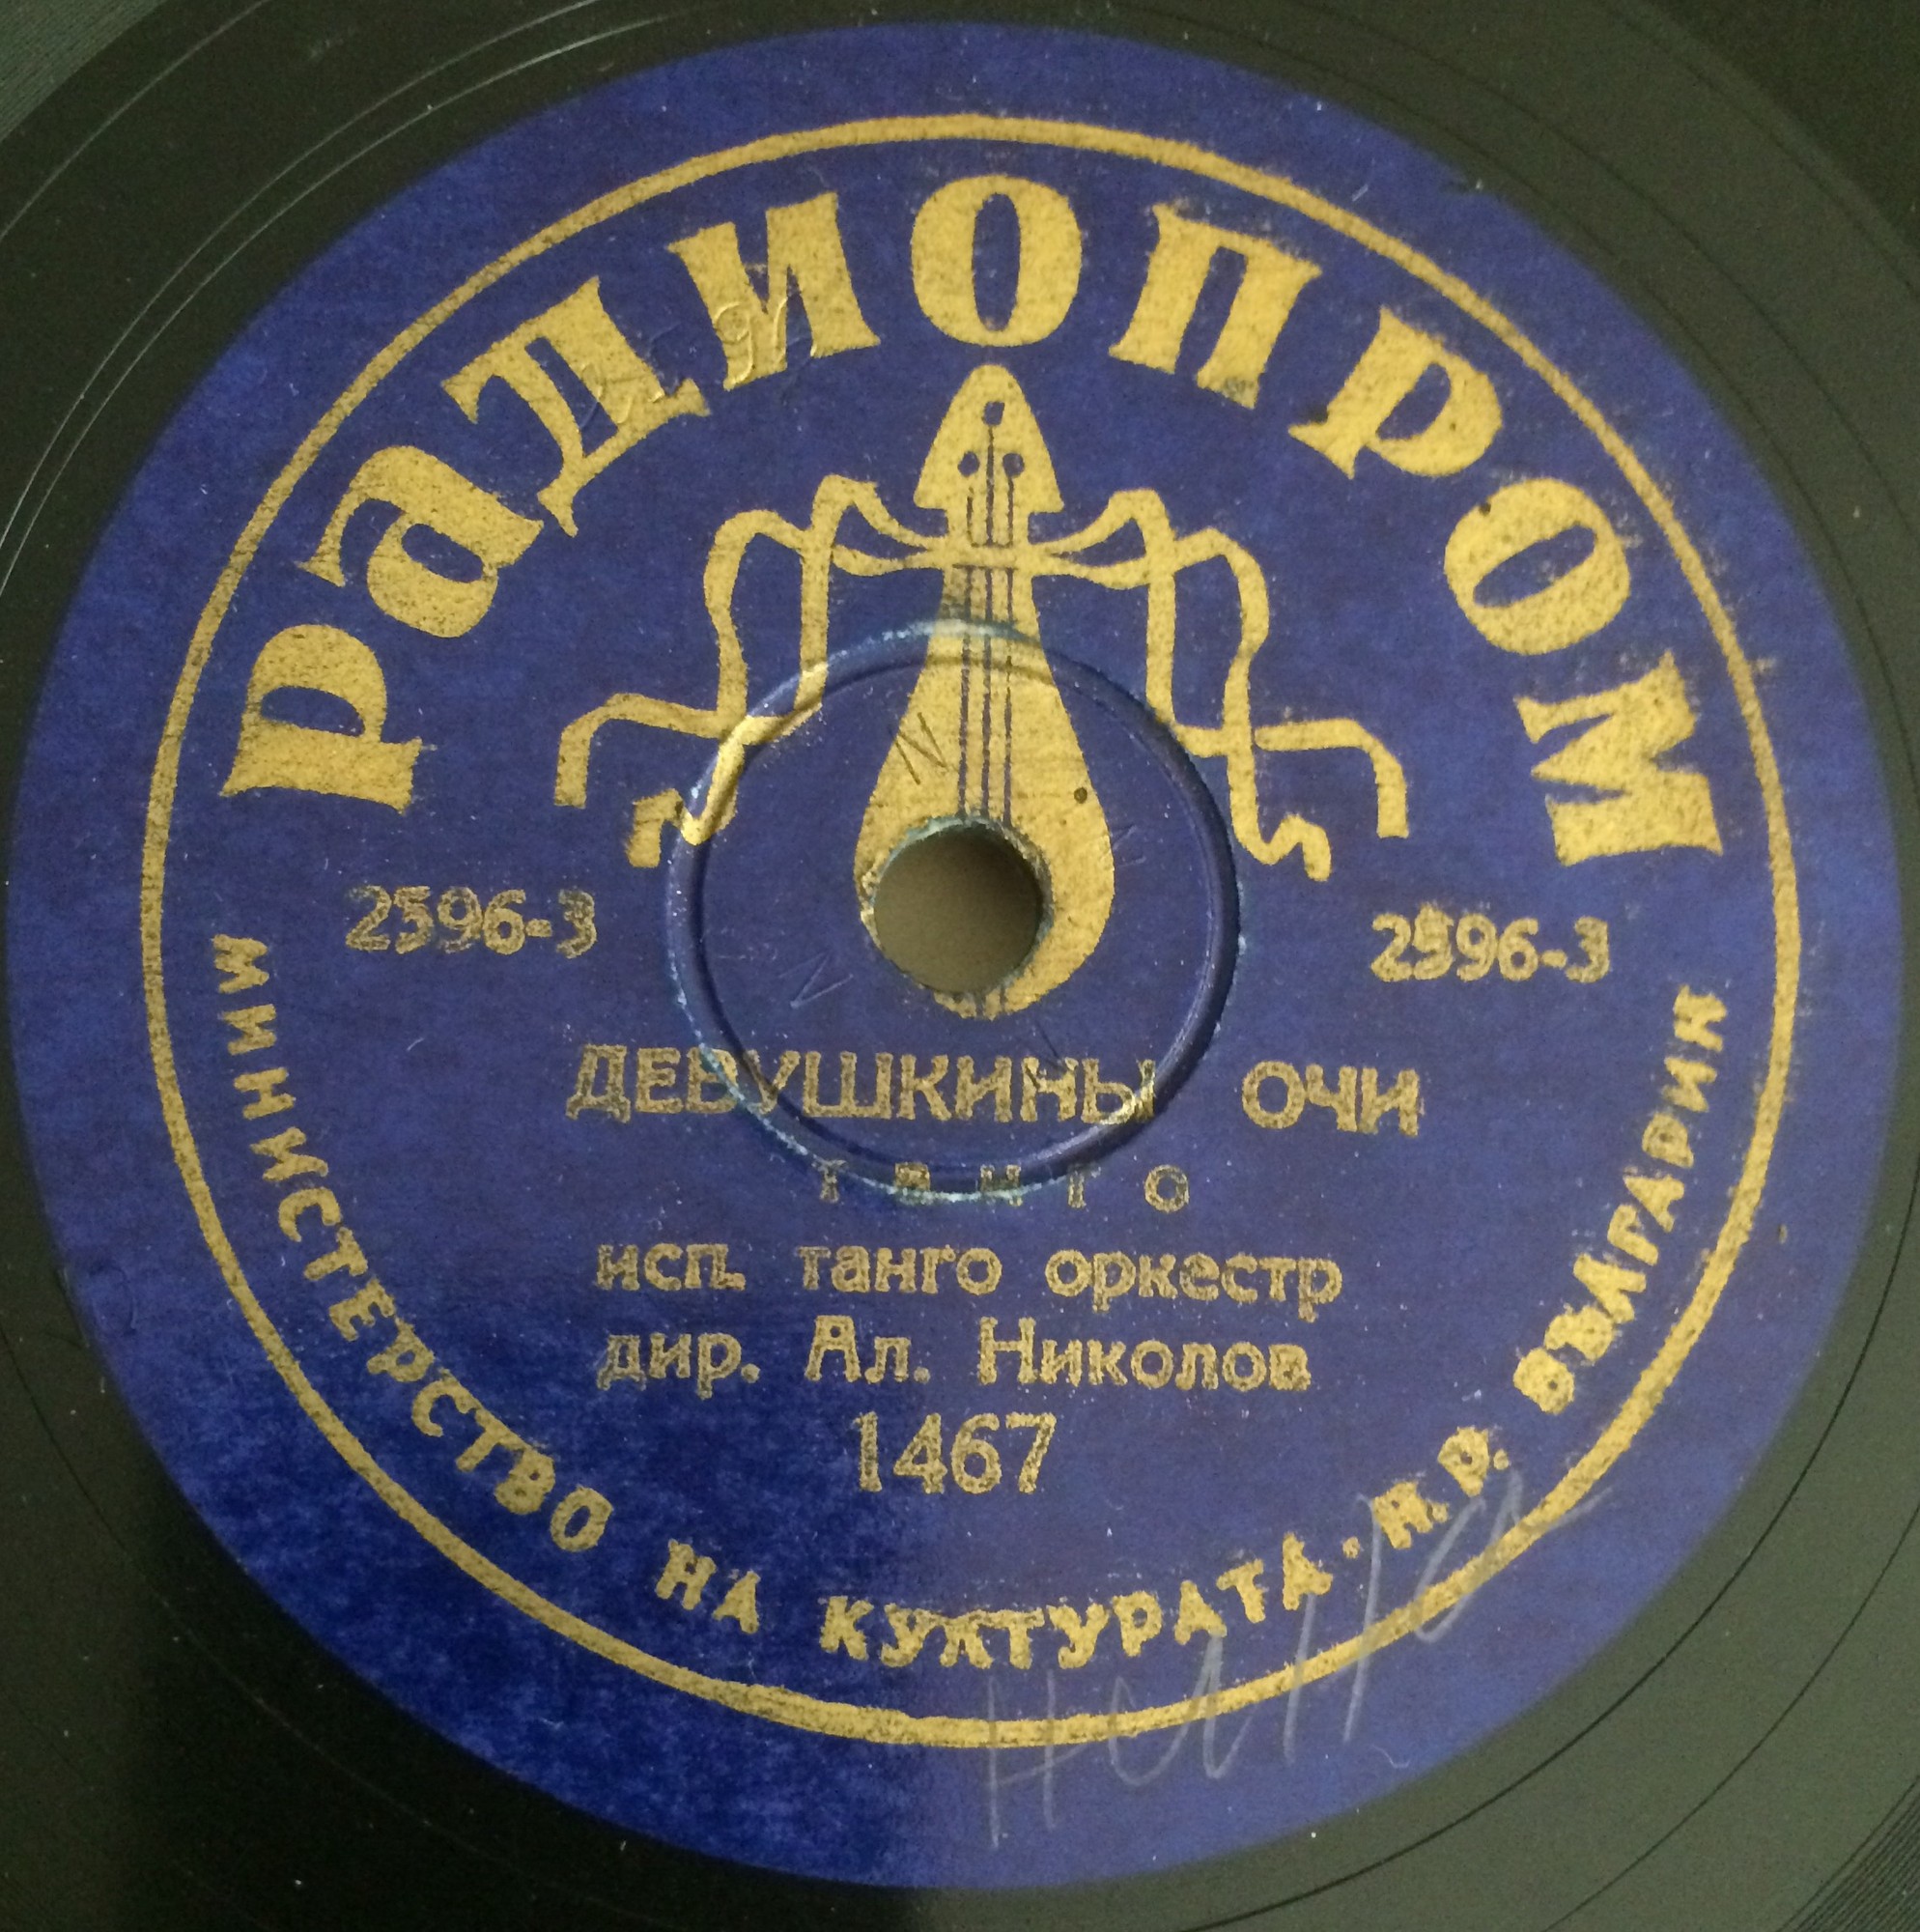 РАДИОПРОМ
2596-3 2596-3
ДЕВУШКИНЫ ОЧИ
танго
исп. танго оркестр
дир. Ал. Николов
1467
МИНИСТЕРСТВО НА КУЛТУРАТА · Н.Р. БЪЛГАРИЯ